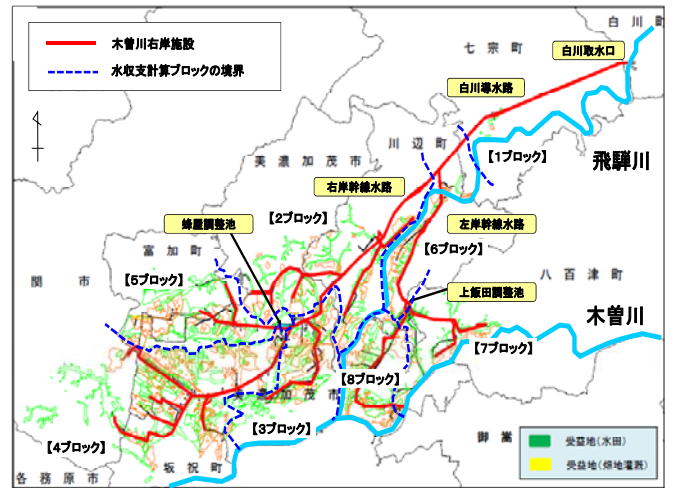 木曽川右岸施設
水収支計算ブロックの境界
白川町
七宗町
白川取水口
白川導水路
川辺町
【1ブロック】
美濃加茂市
飛騨川
右岸幹線水路
【2ブロック】
蜂屋調整池
左岸幹線水路
富加町
【6ブロック】
関市
【5ブロック】
八百津町
上飯田調整池
木曽川
【7ブロック】
【8ブロック】
美濃加茂市
【3ブロック】
【4ブロック】
御嵩
坂祝町
各務原市
受益地(水田)
受益地(畑地灌漑)